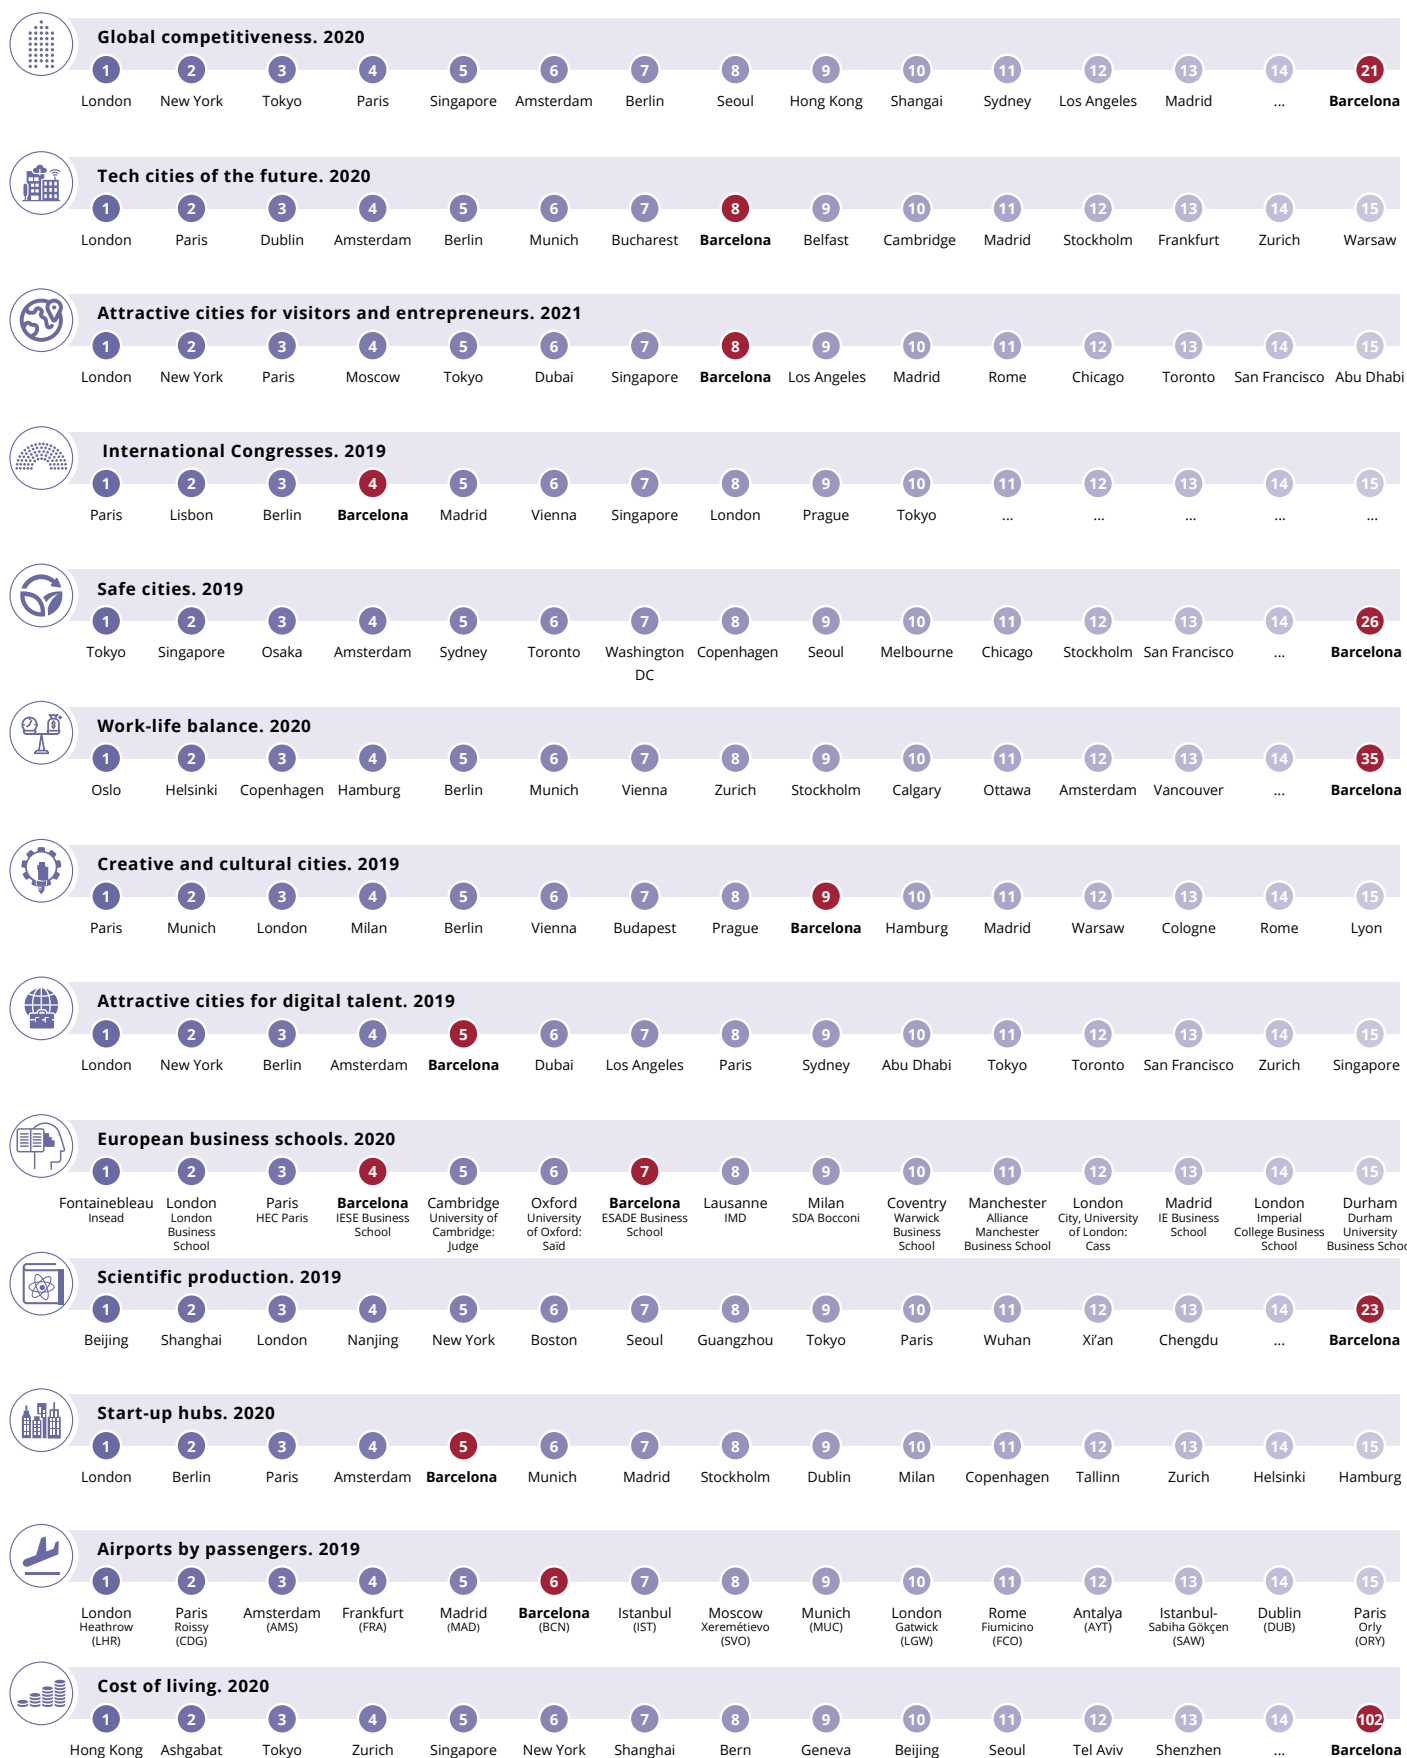 Global competitiveness. 2020
1 2 3 4 5 6 7 8 9 10 11 12 13 14 21
London New York Tokyo Paris Singapore Amsterdam Berlin Seoul Hong Kong Shangai Sydney Los Angeles Madrid ... Barcelona
Tech cities of the future. 2020
1 2 3 4 5 6 7 8 9 10 11 12 13 14 15
London Paris Dublin Amsterdam Berlin Munich Bucharest Barcelona Belfast Cambridge Madrid Stockholm Frankfurt Zurich Warsaw
Attractive cities for visitors and entrepreneurs. 2021
1 2 3 4 5 6 7 8 9 10 11 12 13 14 15
London New York Paris Moscow Tokyo Dubai Singapore Barcelona Los Angeles Madrid Rome Chicago Toronto San Francisco Abu Dhabi
International Congresses. 2019
1 2 3 4 5 6 7 8 9 10 11 12 13 14 15
Paris Lisbon Berlin Barcelona Madrid Vienna Singapore London Prague Tokyo ... ... ... ... ...
Safe cities. 2019
1 2 3 4 5 6 7 8 9 10 11 12 13 14 26
Tokyo Singapore Osaka Amsterdam Sydney Toronto Washington Copenhagen Seoul Melbourne Chicago Stockholm San Francisco ... Barcelona
DC
Work-life balance. 2020
1 2 3 4 5 6 7 8 9 10 11 12 13 14 35
Oslo Helsinki Copenhagen Hamburg Berlin Munich Vienna Zurich Stockholm Calgary Ottawa Amsterdam Vancouver ... Barcelona
Creative and cultural cities. 2019
1 2 3 4 5 6 7 8 9 10 11 12 13 14 15
Paris Munich London Milan Berlin Vienna Budapest Prague Barcelona Hamburg Madrid Warsaw Cologne Rome Lyon
Attractive cities for digital talent. 2019
1 2 3 4 5 6 7 8 9 10 11 12 13 14 15
London New York Berlin Amsterdam Barcelona Dubai Los Angeles Paris Sydney Abu Dhabi Tokyo Toronto San Francisco Zurich Singapore
European business schools. 2020
1 2 3 4 5 6 7 8 9 10 11 12 13 14 15
Fontainebleau London Paris Barcelona Cambridge Oxford Barcelona Lausanne Milan Coventry Manchester London Madrid London Durham
Insead London HEC Paris IESE Business University of University ESADE Business IMD SDA Bocconi Warwick Alliance City, University IE Business Imperial Durham
Business School Cambridge: of Oxford: School Business Manchester of London: School College Business University
School Judge Saïd School Business School Cass School Business Schoo
Scientific production. 2019
1 2 3 4 5 6 7 8 9 10 11 12 13 14 23
Beijing Shanghai London Nanjing New York Boston Seoul Guangzhou Tokyo Paris Wuhan Xi'an Chengdu ... Barcelona
Start-up hubs. 2020
1 2 3 4 5 6 7 8 9 10 11 12 13 14 15
London Berlin Paris Amsterdam Barcelona Munich Madrid Stockholm Dublin Milan Copenhagen Tallinn Zurich Helsinki Hamburg
Airports by passengers. 2019
1 2 3 4 5 6 7 8 9 10 11 12 13 14 15
London Paris Amsterdam Frankfurt Madrid Barcelona Istanbul Moscow Munich London Rome Antalya Istanbul- Dublin Paris
Heathrow Roissy (AMS) (FRA) (MAD) (BCN) (IST) Xeremétievo (MUC) Gatwick Fiumicino (AYT) Sabiha Gökçen (DUB) Orly
(LHR) (CDG) (SVO) (LGW) (FCO) (SAW) (ORY)
Cost of living. 2020
1 2 3 4 5 6 7 8 9 10 11 12 13 14 102
Hong Kong Ashgabat Tokyo Zurich Singapore New York Shanghai Bern Geneva Beijing Seoul Tel Aviv Shenzhen ... Barcelona